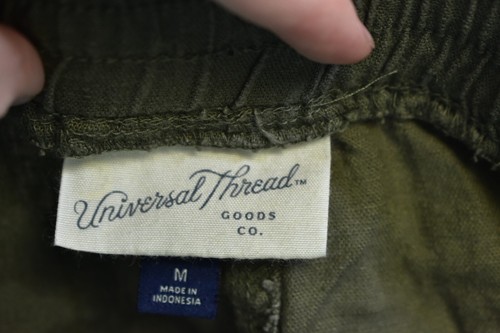 Universal Thread™
GOODS
CO.
M
MADE IN
INDONESIA